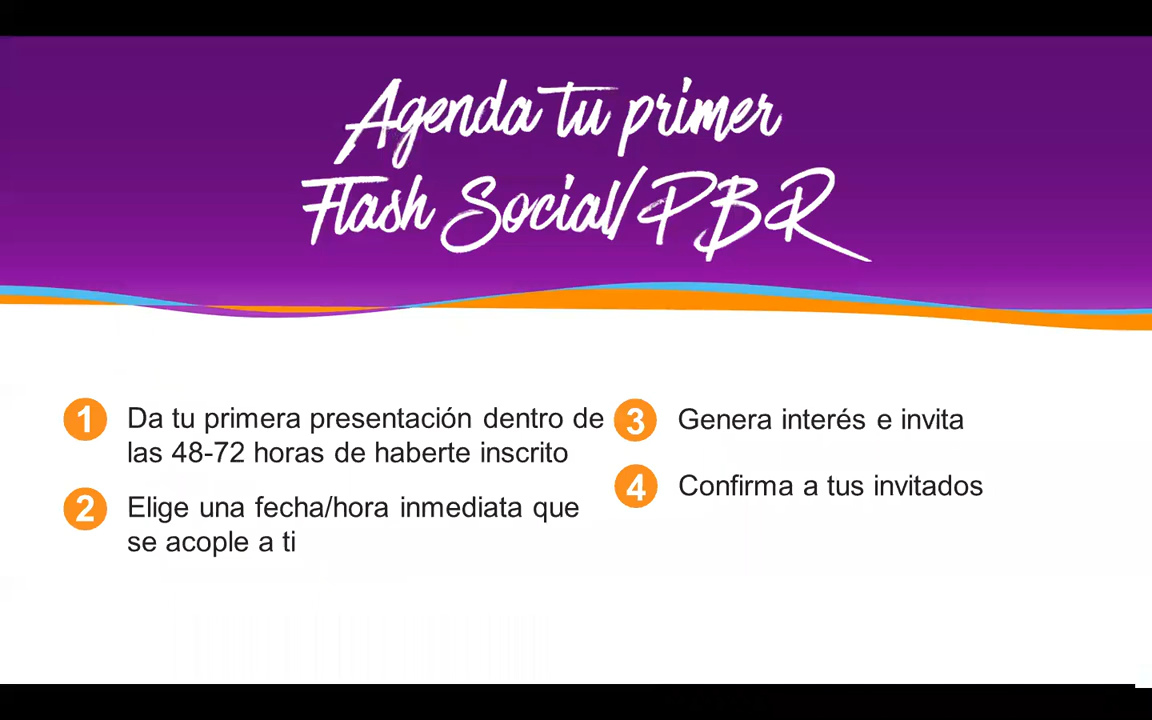 Agenda tu primer
Flash Social/PBR
1 Da tu primera presentación dentro de
las 48-72 horas de haberte inscrito
2 Elige una fecha/hora inmediata que
se acople a ti
3 Genera interés e invita
4 Confirma a tus invitados